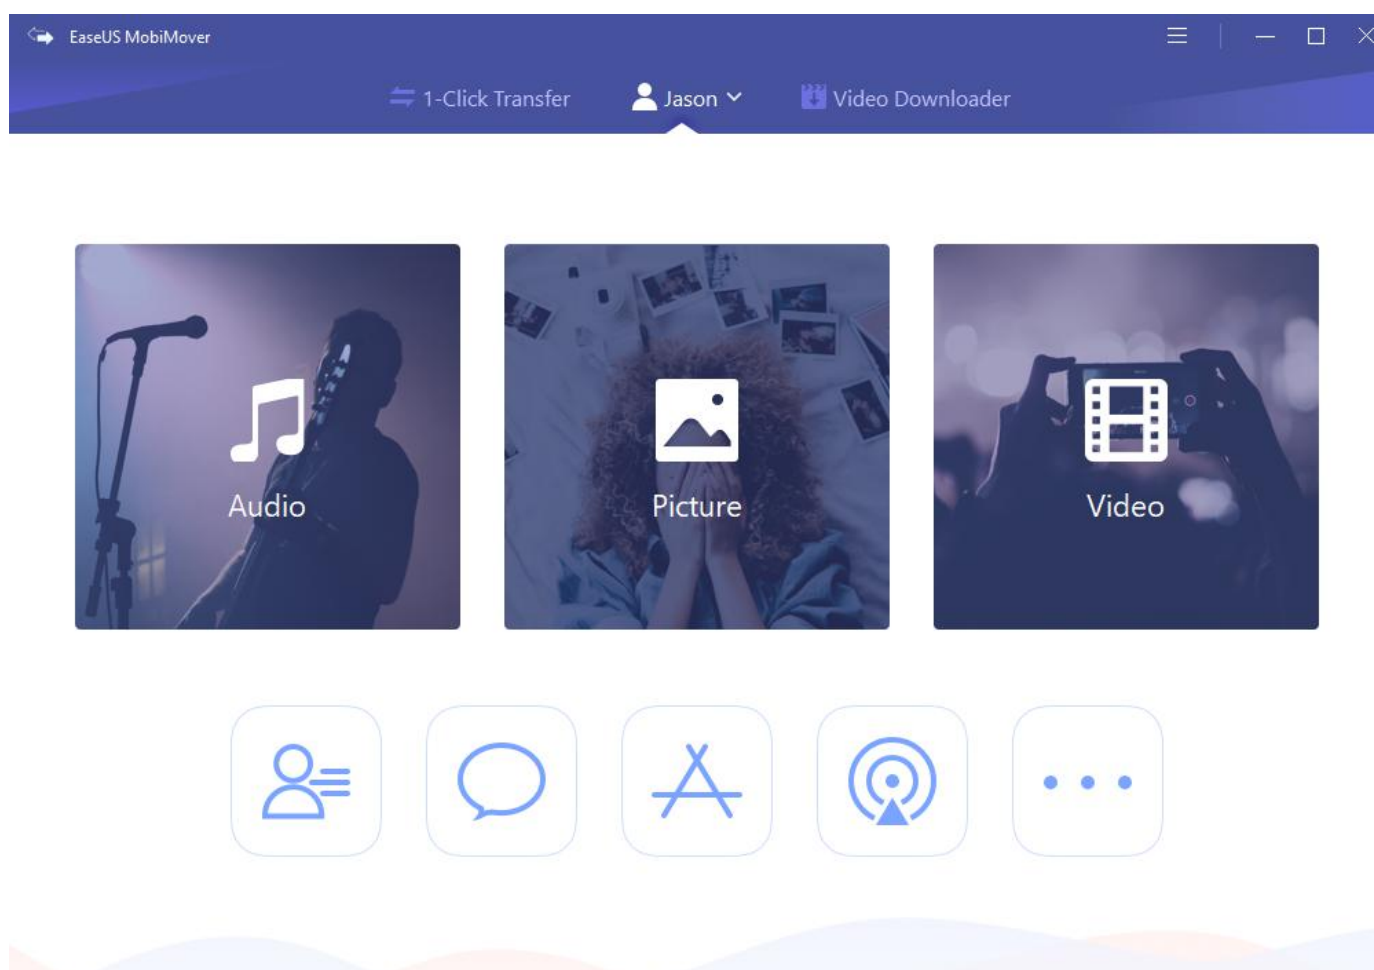 EaseUS MobiMover
1-Click Transfer
Jason
Video Downloader
Audio
Picture
Video